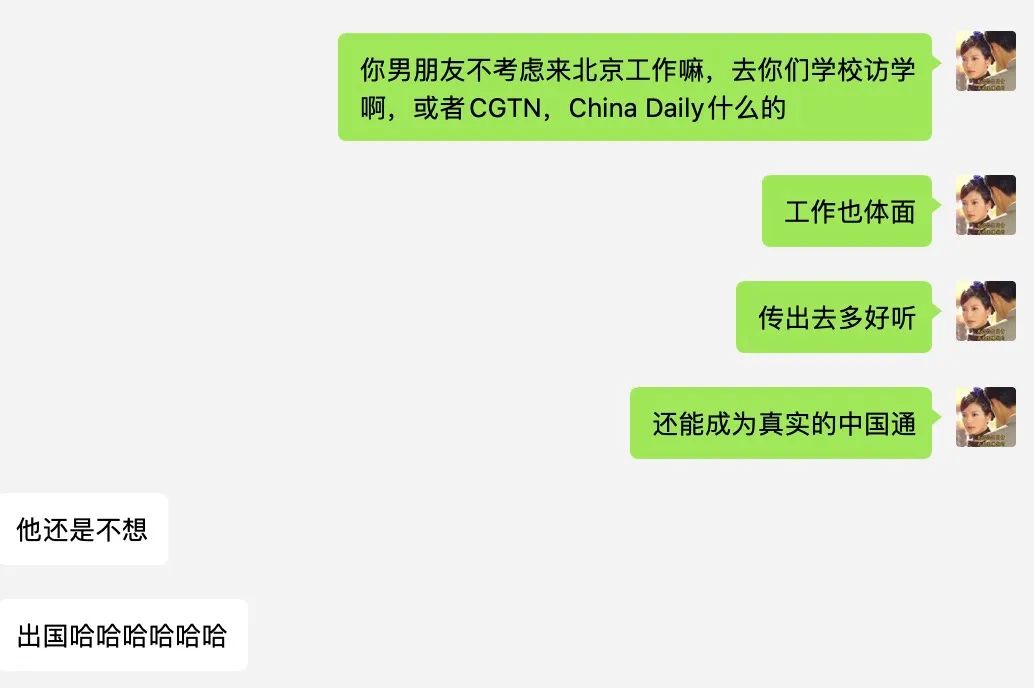 你男朋友不考虑来北京工作嘛，去你们学校访学
啊，或者CGTN，China Daily什么的
工作也体面
传出去多好听
还能成为真实的中国通
他还是不想
出国哈哈哈哈哈哈